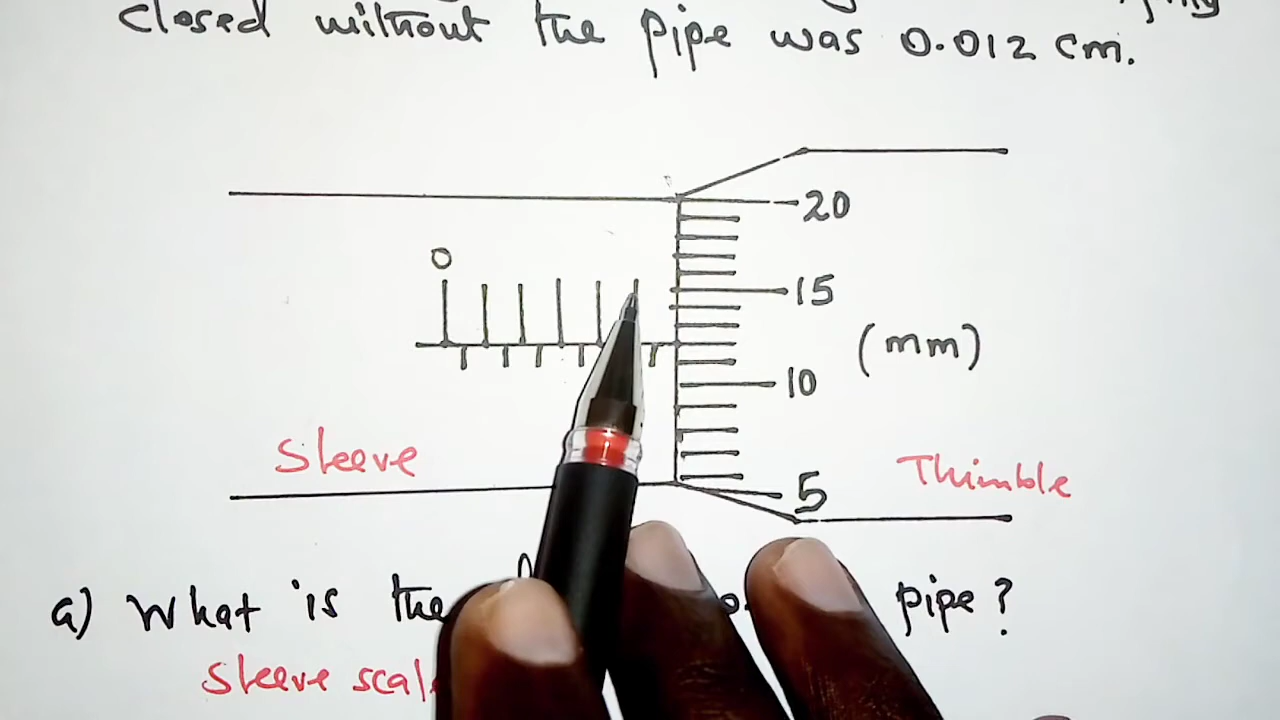 closed without the pipe was 0.012 cm.
20
0
15
(mm)
10
Sleeve
Thimble
5
a) What is the pipe?
Sleeve scale